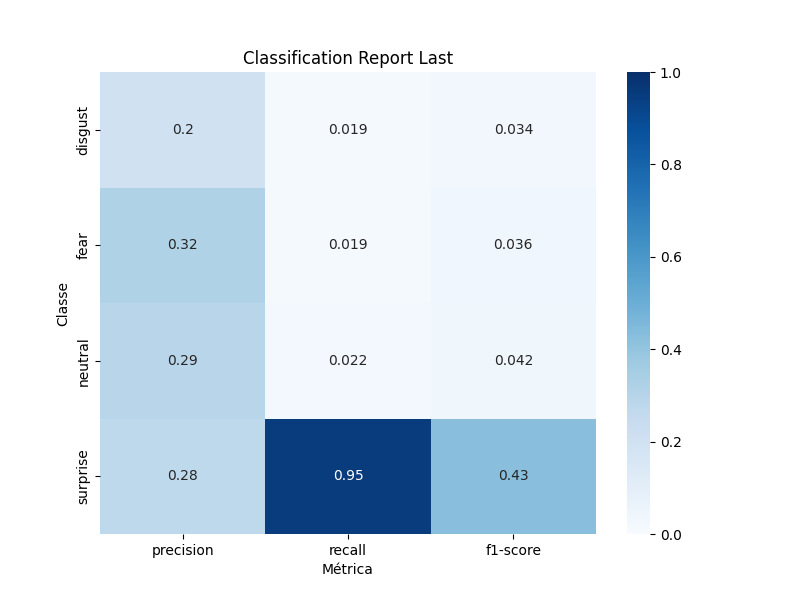 Classification Report Last
Classe
disgust 0.2 0.019 0.034
fear 0.32 0.019 0.036
neutral 0.29 0.022 0.042
surprise 0.28 0.95 0.43
precision recall f1-score
Métrica
1.0
0.8
0.6
0.4
0.2
0.0